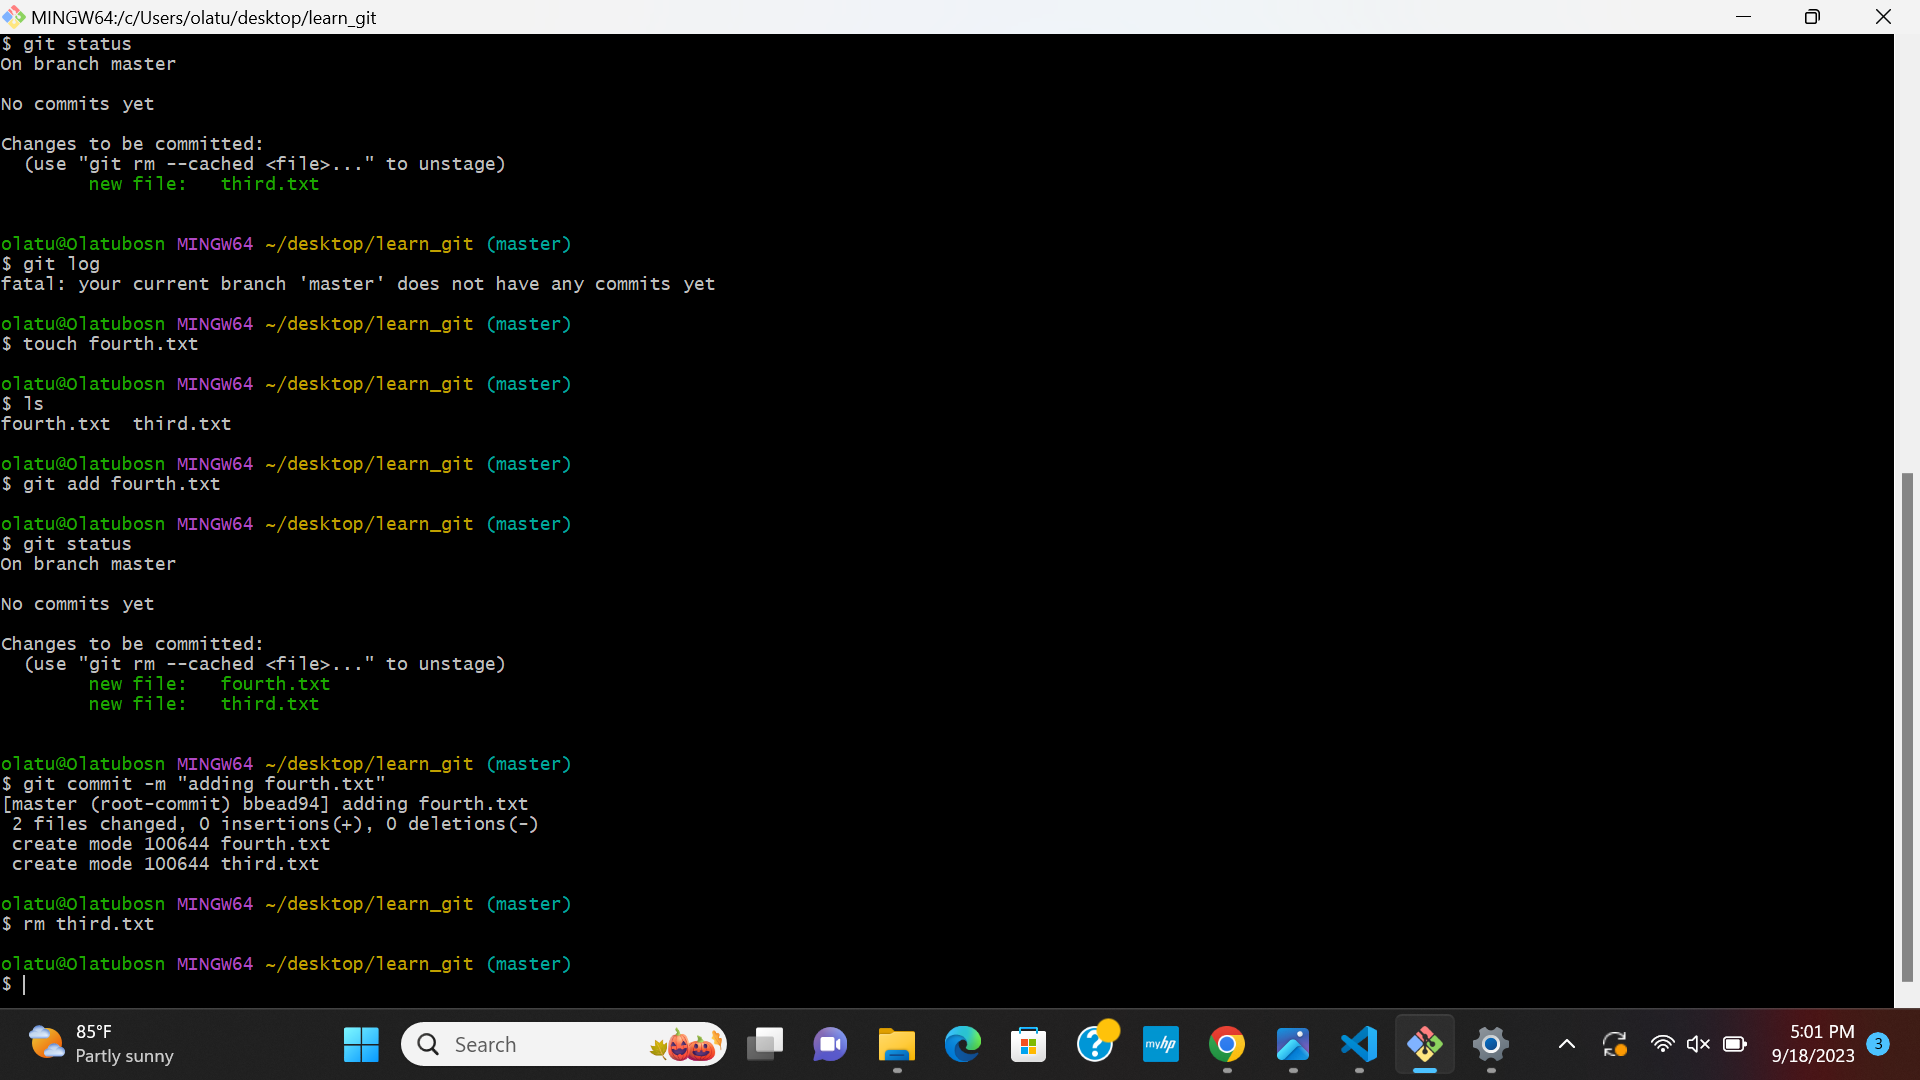 MINGW64:/c/Users/olatu/desktop/learn_git
$ git status
On branch master
No commits yet
Changes to be committed:
  (use "git rm --cached <file>..." to unstage)
        new file:   third.txt
olatu@Olatubosn MINGW64 ~/desktop/learn_git (master)
$ git log
fatal: your current branch 'master' does not have any commits yet
olatu@Olatubosn MINGW64 ~/desktop/learn_git (master)
$ touch fourth.txt
olatu@Olatubosn MINGW64 ~/desktop/learn_git (master)
$ ls
fourth.txt  third.txt
olatu@Olatubosn MINGW64 ~/desktop/learn_git (master)
$ git add fourth.txt
olatu@Olatubosn MINGW64 ~/desktop/learn_git (master)
$ git status
On branch master
No commits yet
Changes to be committed:
  (use "git rm --cached <file>..." to unstage)
        new file:   fourth.txt
        new file:   third.txt
olatu@Olatubosn MINGW64 ~/desktop/learn_git (master)
$ git commit -m "adding fourth.txt"
[master (root-commit) bbead94] adding fourth.txt
 2 files changed, 0 insertions(+), 0 deletions(-)
 create mode 100644 fourth.txt
 create mode 100644 third.txt
olatu@Olatubosn MINGW64 ~/desktop/learn_git (master)
$ rm third.txt
olatu@Olatubosn MINGW64 ~/desktop/learn_git (master)
$
85°F
Partly sunny
Search
myhp
5:01 PM
9/18/2023
3